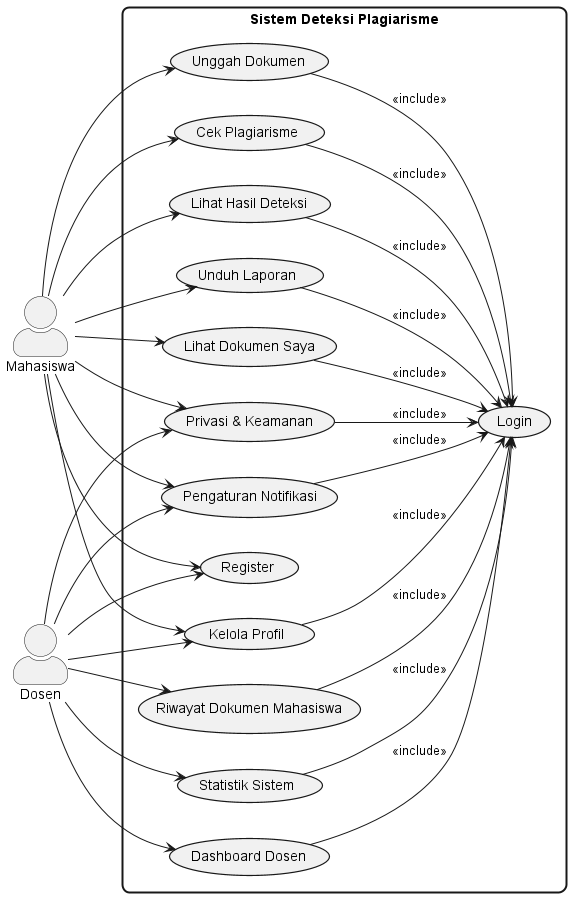 Sistem Deteksi Plagiarisme
Unggah Dokumen
«include»
Cek Plagiarisme
«include»
Lihat Hasil Deteksi
«include»
Unduh Laporan
«include»
Lihat Dokumen Saya
Mahasiswa
«include»
Privasi & Keamanan
«include»
Login
Pengaturan Notifikasi
«include»
«include»
Register
Kelola Profil
«include»
Dosen
Riwayat Dokumen Mahasiswa
«include»
Statistik Sistem
«include»
Dashboard Dosen